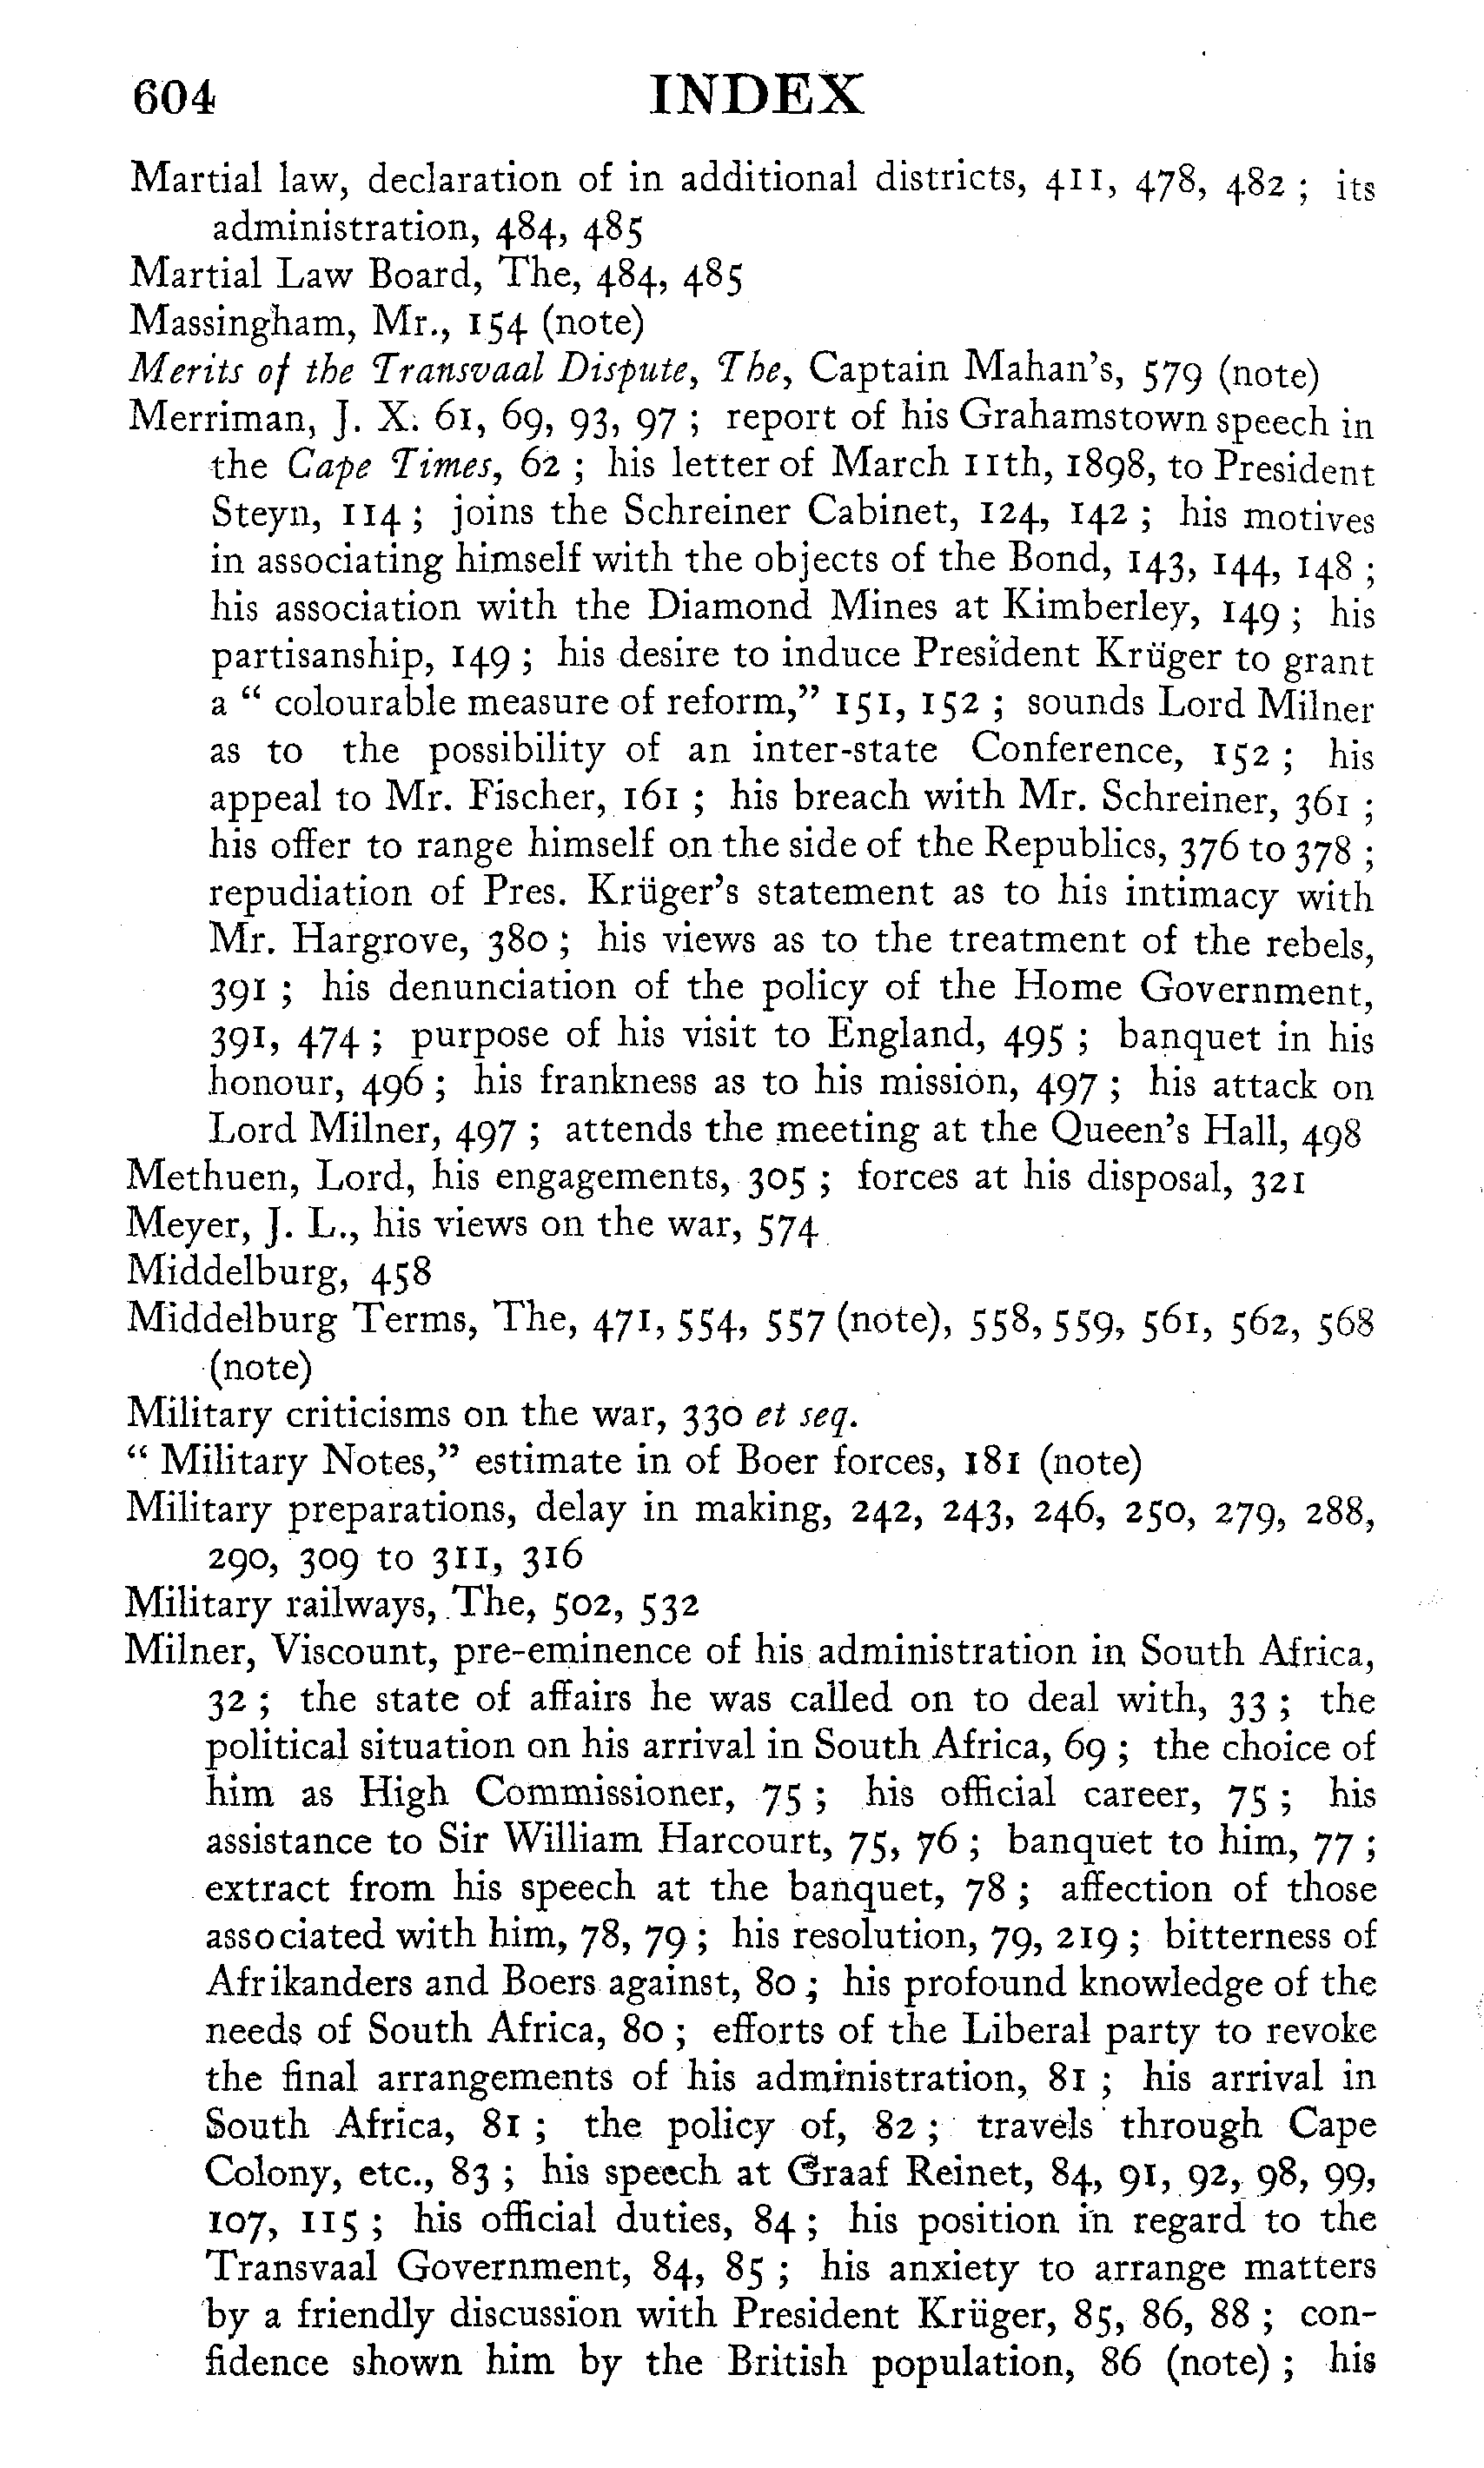 604 INDEX
Martial law, declaration of in additional districts, 411, 478, 482 ; its
administration, 484, 485
Martial Law Board, The, 484, 485
Massingham, Mr., 154 (note)
Merits of the Transvaal Dispute, The, Captain Mahan's, 579 (note)
Merriman, J. X. 61, 69, 93, 97 ; report of his Grahamstown speech in
the Cape Times, 62 ; his letter of March 11th, 1898, to President
Steyn, 114 ; joins the Schreiner Cabinet, 124, 142 ; his motives
in associating himself with the objects of the Bond, 143, 144, 148 ;
his association with the Diamond Mines at Kimberley, 149 ; his
partisanship, 149 ; his desire to induce President Krüger to grant
a “ colourable measure of reform,” 151, 152 ; sounds Lord Milner
as to the possibility of an inter-state Conference, 152 ; his
appeal to Mr. Fischer, 161 ; his breach with Mr. Schreiner, 361 ;
his offer to range himself on the side of the Republics, 376 to 378 ;
repudiation of Pres. Krüger's statement as to his intimacy with
Mr. Hargrove, 380 ; his views as to the treatment of the rebels,
391 ; his denunciation of the policy of the Home Government,
391, 474 ; purpose of his visit to England, 495 ; banquet in his
honour, 496 ; his frankness as to his mission, 497 ; his attack on
Lord Milner, 497 ; attends the meeting at the Queen's Hall, 498
Methuen, Lord, his engagements, 305 ; forces at his disposal, 321
Meyer, J. L., his views on the war, 574
Middelburg, 458
Middelburg Terms, The, 471, 554, 557 (note), 558, 559, 561, 562, 568
(note)
Military criticisms on the war, 330 et seq.
“ Military Notes,” estimate in of Boer forces, 181 (note)
Military preparations, delay in making, 242, 243, 246, 250, 279, 288,
290, 309 to 311, 316
Military railways, The, 502, 532
Milner, Viscount, pre-eminence of his administration in South Africa,
32 ; the state of affairs he was called on to deal with, 33 ; the
political situation on his arrival in South Africa, 69 ; the choice of
him as High Commissioner, 75 ; his official career, 75 ; his
assistance to Sir William Harcourt, 75, 76 ; banquet to him, 77 ;
extract from his speech at the banquet, 78 ; affection of those
associated with him, 78, 79 ; his resolution, 79, 219 ; bitterness of
Afrikanders and Boers against, 80 ; his profound knowledge of the
needs of South Africa, 80 ; efforts of the Liberal party to revoke
the final arrangements of his administration, 81 ; his arrival in
South Africa, 81 ; the policy of, 82 ; travels through Cape
Colony, etc., 83 ; his speech at Graaf Reinet, 84, 91, 92, 98, 99,
107, 115 ; his official duties, 84 ; his position in regard to the
Transvaal Government, 84, 85 ; his anxiety to arrange matters
by a friendly discussion with President Krüger, 85, 86, 88 ; con-
fidence shown him by the British population, 86 (note) ; his